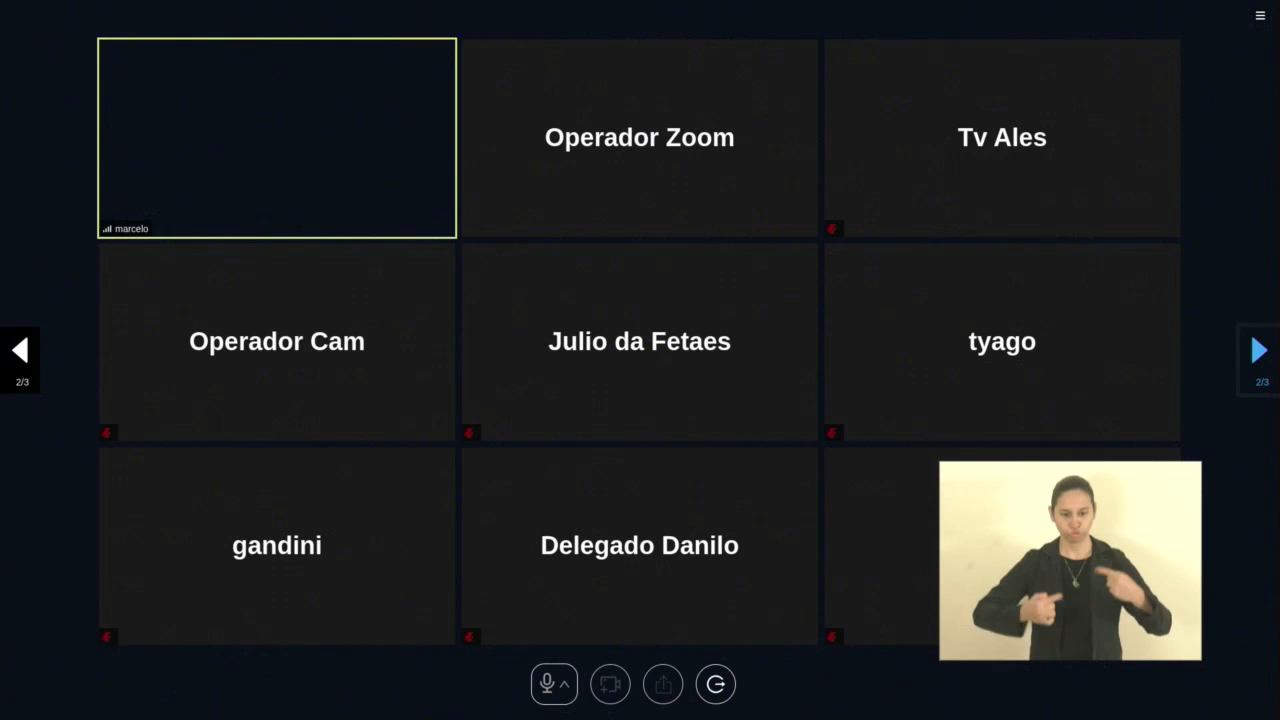 Operador Zoom
Tv Ales
marcelo
Operador Cam
Julio da Fetaes
tyago
2/3
2/3
gandini
Delegado Danilo